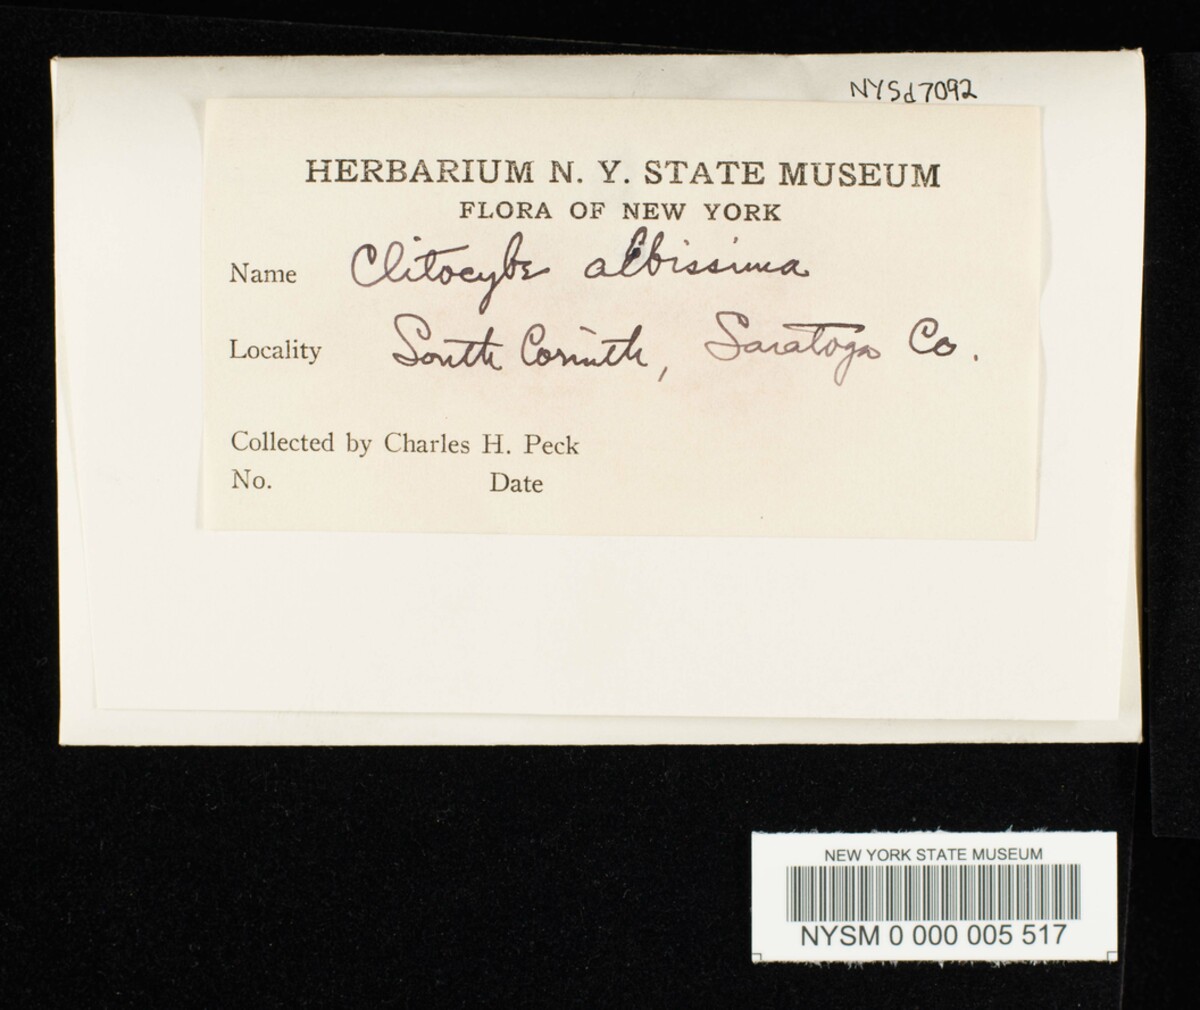 NYSd7092
HERBARIUM N. Y. STATE MUSEUM
FLORA OF NEW YORK
Name Clitocybe albissima
Locality South Corinth, Saratoga Co.
Collected by Charles H. Peck
No. Date
NEW YORK STATE MUSEUM
NYSM 0 000 005 517